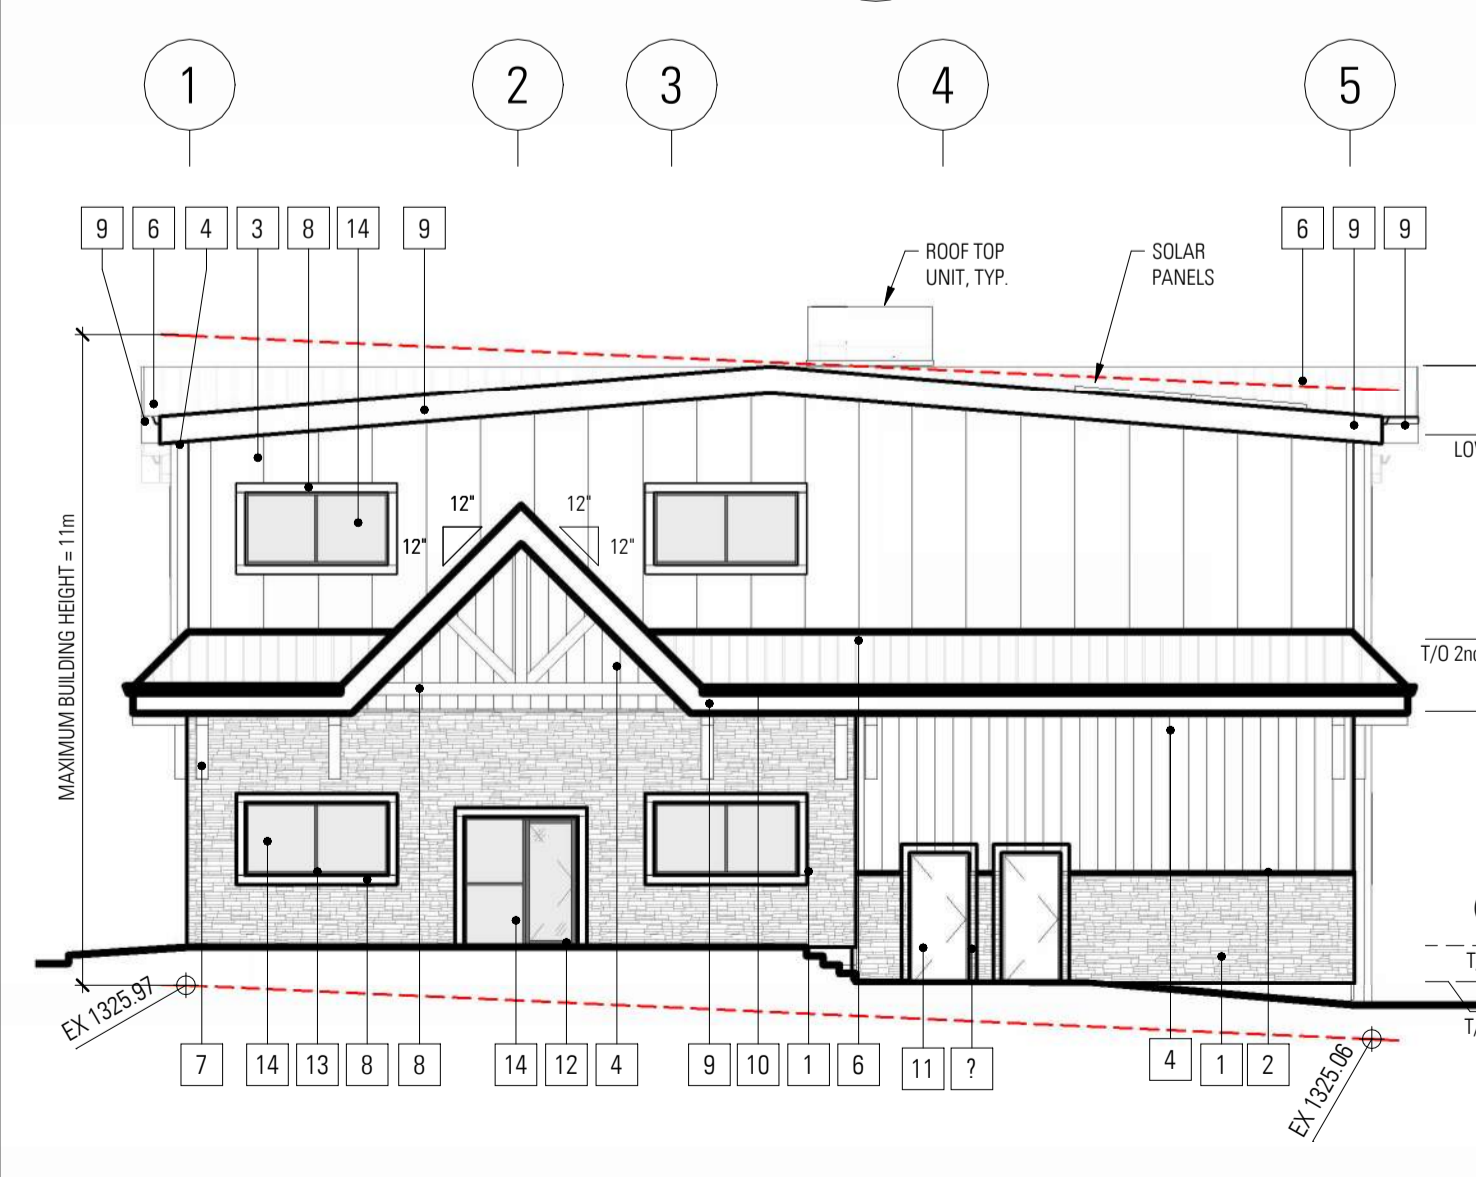 1 2 3 4 5
9 6 4 3 8 14 9 6 9 9
ROOF TOP
UNIT, TYP.
SOLAR
PANELS
12" 12"
12" 12"
MAXIMUM BUILDING HEIGHT = 11m
T/O 2n
EX 1325.97
EX 1325.06
7 14 13 8 8 14 12 4 9 10 1 6 11 ? 4 1 2